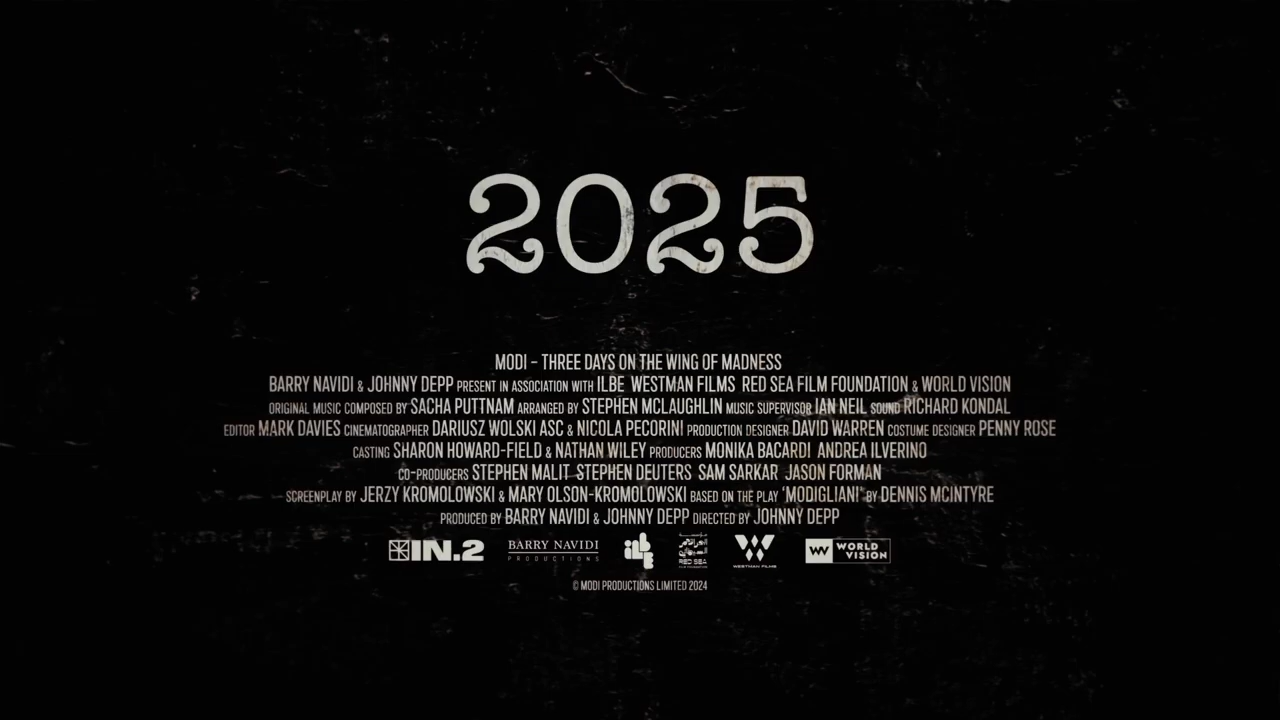 2025
MODI – THREE DAYS ON THE WING OF MADNESS
BARRY NAVIDI & JOHNNY DEPP PRESENT IN ASSOCIATION WITH ILBE WESTMAN FILMS RED SEA FILM FOUNDATION & WORLD VISION
ORIGINAL MUSIC COMPOSED BY SACHA PUTTNAM ARRANGED BY STEPHEN MCLAUGHLIN MUSIC SUPERVISOR IAN NEIL SOUND RICHARD KONDAL
EDITOR MARK DAVIES CINEMATOGRAPHER DARIUSZ WOLSKI ASC & NICOLA PECORINI PRODUCTION DESIGNER DAVID WARREN COSTUME DESIGNER PENNY ROSE
CASTING SHARON HOWARD-FIELD & NATHAN WILEY PRODUCERS MONIKA BACARDI ANDREA ILVERINO
CO-PRODUCERS STEPHEN MALIT STEPHEN DEUTERS SAM SARKAR JASON FORMAN
SCREENPLAY BY JERZY KROMOLOWSKI & MARY OLSON-KROMOLOWSKI BASED ON THE PLAY 'MODIGLIANI' BY DENNIS MCINTYRE
PRODUCED BY BARRY NAVIDI & JOHNNY DEPP DIRECTED BY JOHNNY DEPP
IN.2
BARRY NAVIDI
PRODUCTIONS
ilbe
RED SEA
WESTMAN FILMS
WORLD
VISION
© MODI PRODUCTIONS LIMITED 2024